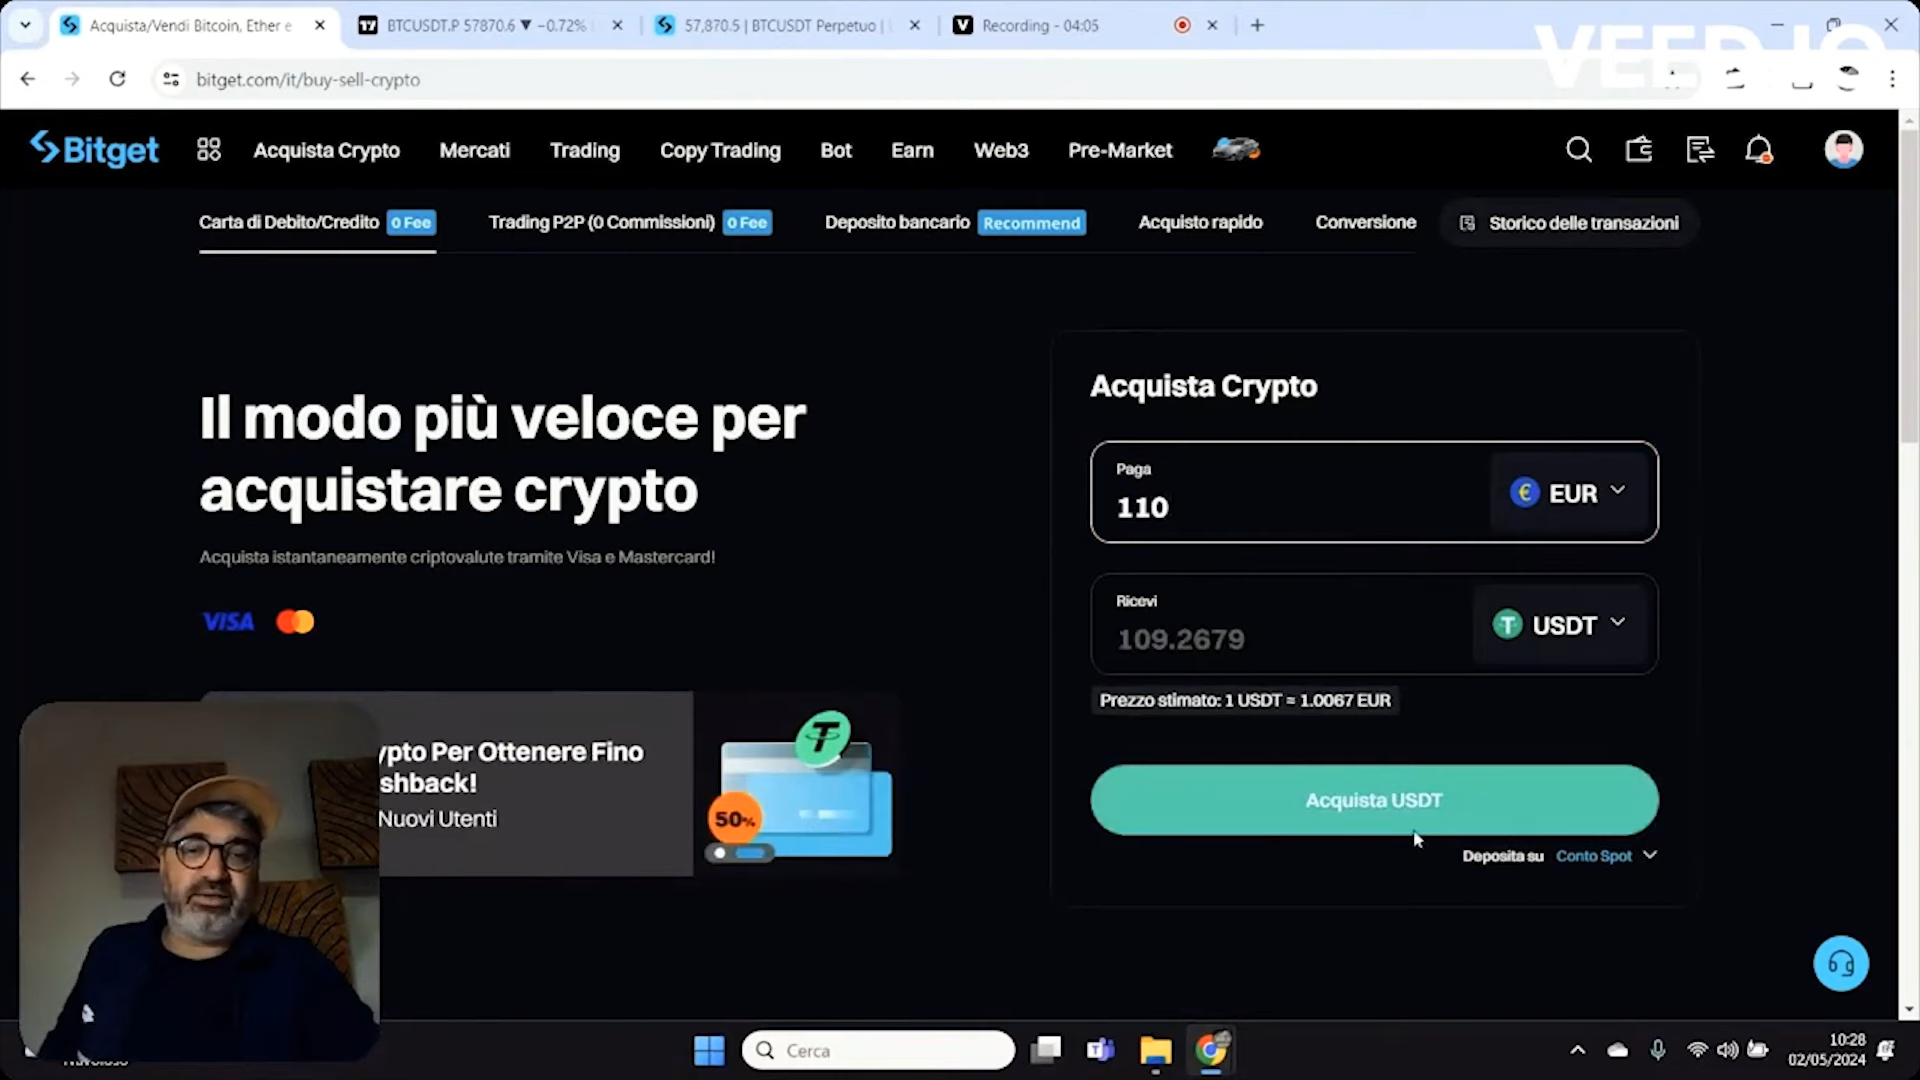 Acquista/Vendi Bitcoin, Ether e
BTCUSDT.P 57870.6 ▼ −0.72%
57,870.5 | BTCUSDT Perpetuo |
Recording - 04:05
VEED.IO
bitget.com/it/buy-sell-crypto
Bitget
Acquista Crypto
Mercati
Trading
Copy Trading
Bot
Earn
Web3
Pre-Market
Carta di Debito/Credito 0 Fee
Trading P2P (0 Commissioni) 0 Fee
Deposito bancario Recommend
Acquisto rapido
Conversione
Storico delle transazioni
Il modo più veloce per
acquistare crypto
Acquista istantaneamente criptovalute tramite Visa e Mastercard!
VISA
ypto Per Ottenere Fino
shback!
Nuovi Utenti
50%
Acquista Crypto
Paga
110
EUR
Ricevi
109.2679
USDT
Prezzo stimato: 1 USDT ≈ 1.0067 EUR
Acquista USDT
Deposita su Conto Spot
Cerca
10:28
02/05/2024